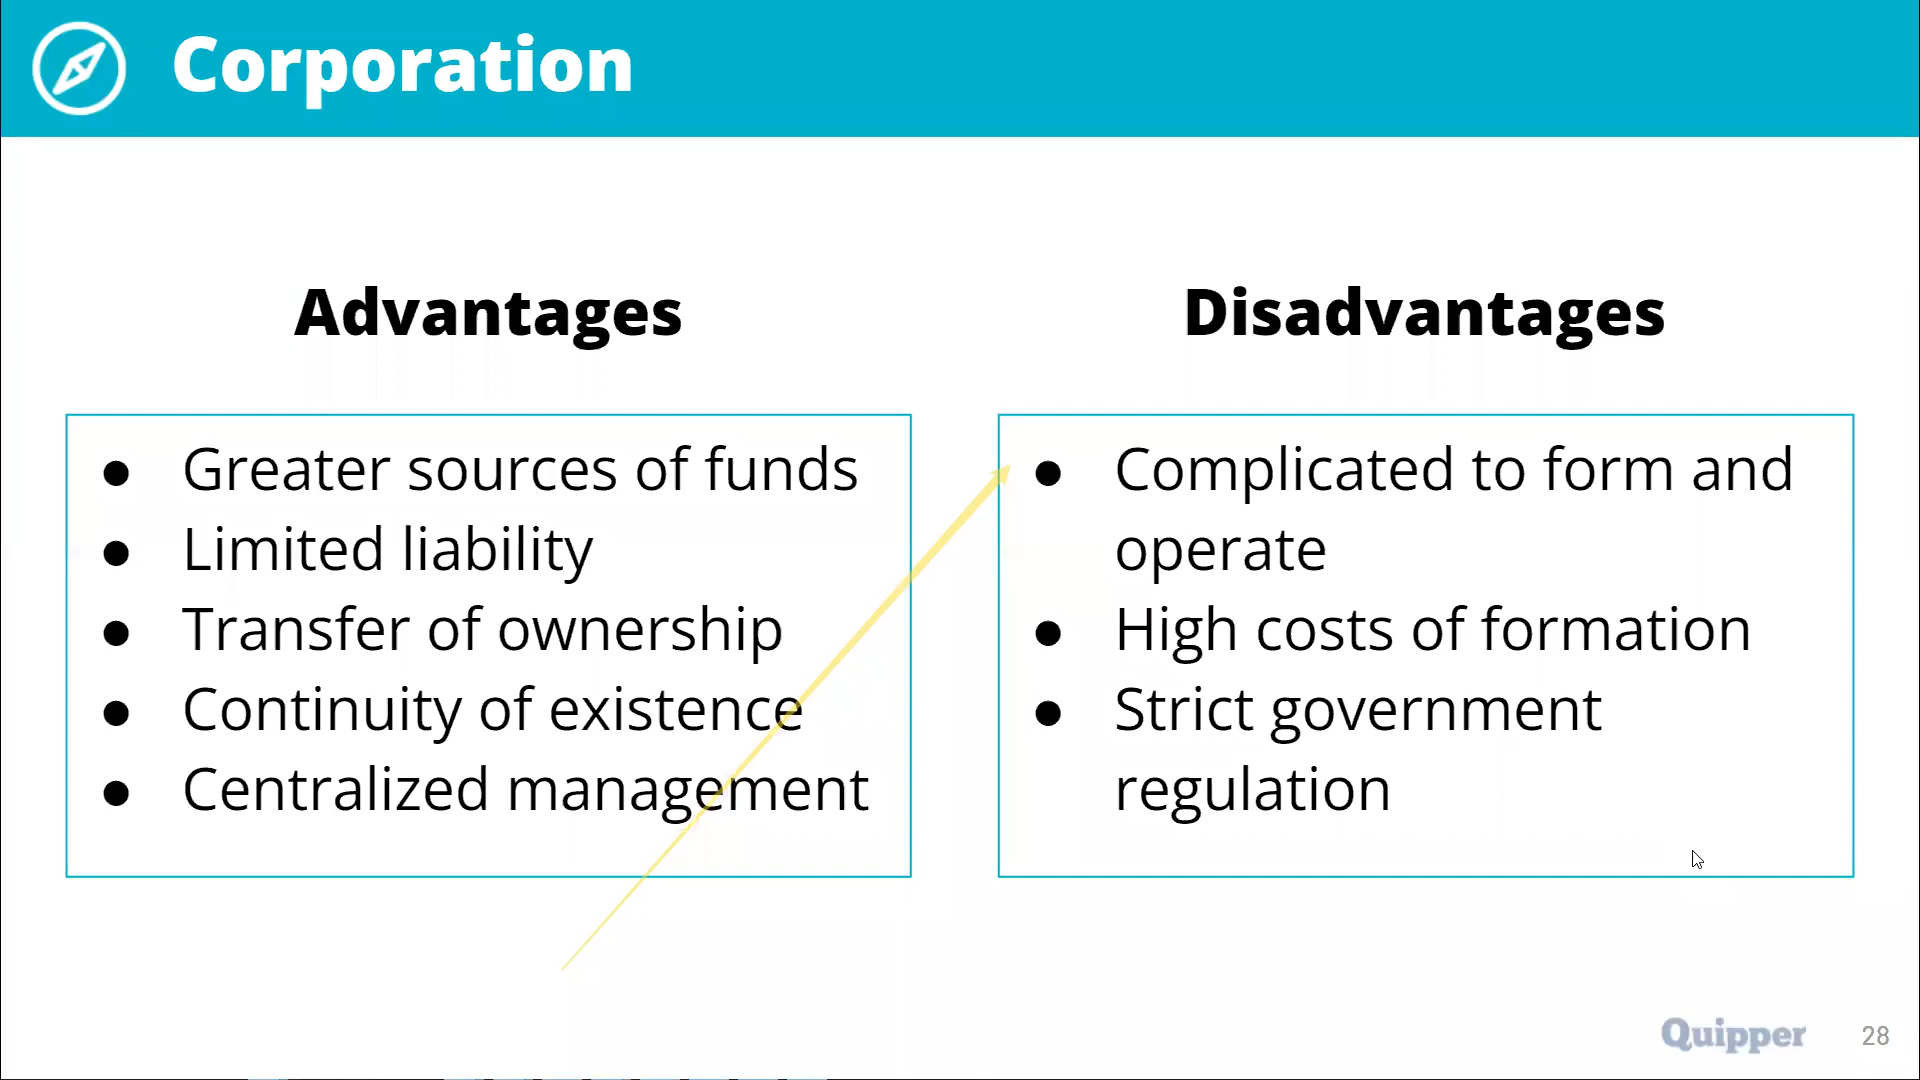 Corporation
Advantages
● Greater sources of funds
● Limited liability
● Transfer of ownership
● Continuity of existence
● Centralized management
Disadvantages
● Complicated to form and
operate
● High costs of formation
● Strict government
regulation
Quipper
28